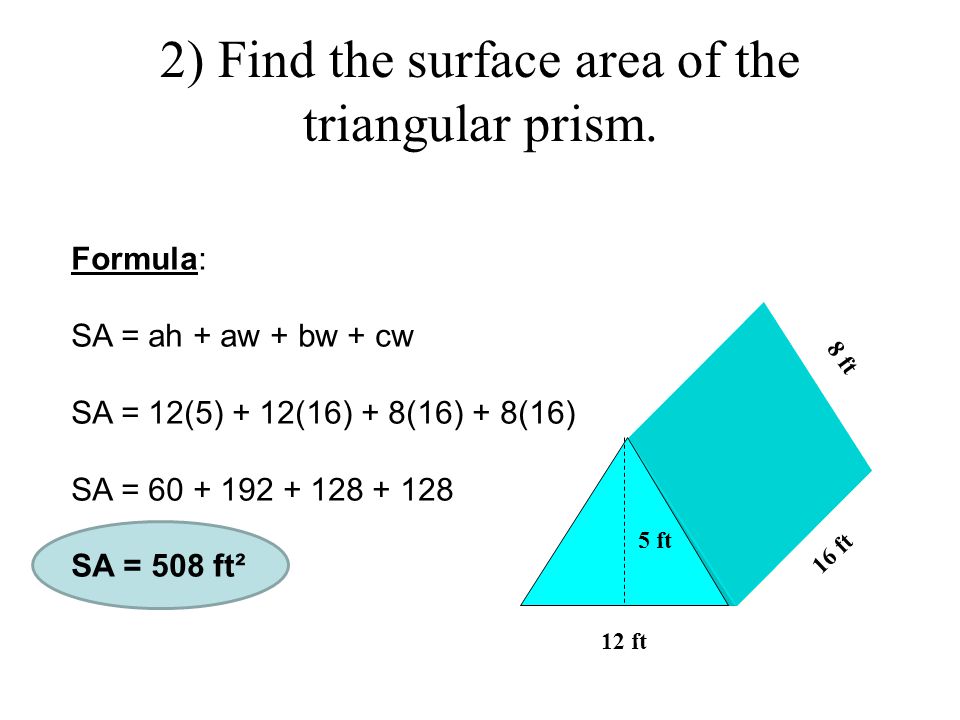 2) Find the surface area of the
triangular prism.
Formula:
SA = ah + aw + bw + cw
SA = 12(5) + 12(16) + 8(16) + 8(16)
SA = 60 + 192 + 128 + 128
SA = 508 ft²
8 ft
5 ft
16 ft
12 ft